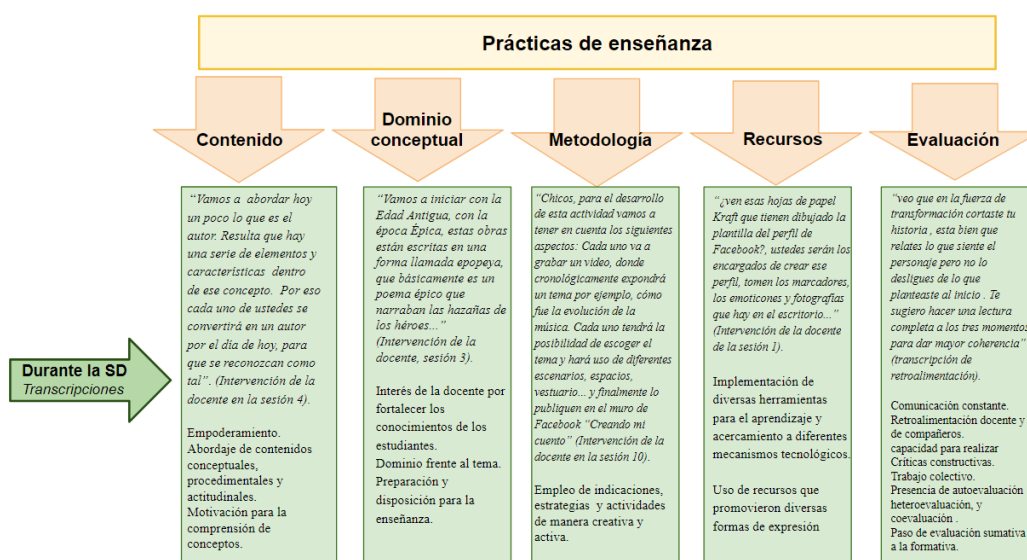 Prácticas de enseñanza
Contenido
Dominio
conceptual
Metodología
Recursos
Evaluación
Durante la SD
Transcripciones
“Vamos a abordar hoy
un poco lo que es el
autor. Resulta que hay
una serie de elementos y
características dentro
de ese concepto. Por eso
cada uno de ustedes se
convertirá en un autor
por el día de hoy, para
que se reconozcan como
tal”. (Intervención de la
docente en la sesión 4).
Empoderamiento.
Abordaje de contenidos
conceptuales,
procedimentales y
actitudinales.
Motivación para la
comprensión de
conceptos.
“Vamos a iniciar con la
Edad Antigua, con la
época Épica, estas obras
están escritas en una
forma llamada epopeya,
que básicamente es un
poema épico que
narraban las hazañas de
los héroes...”
(Intervención de la
docente, sesión 3).
Interés de la docente por
fortalecer los
conocimientos de los
estudiantes.
Dominio frente al tema.
Preparación y
disposición para la
enseñanza.
“Chicos, para el desarrollo
de esta actividad vamos a
tener en cuenta los siguientes
aspectos: Cada uno va a
grabar un video, donde
cronológicamente expondrá
un tema por ejemplo, cómo
fue la evolución de la
música. Cada uno tendrá la
posibilidad de escoger el
tema y hará uso de diferentes
escenarios, espacios,
vestuario... y finalmente lo
publiquen en el muro de
Facebook “Creando mi
cuento” (Intervención de la
docente en la sesión 10).
Empleo de indicaciones,
estrategias y actividades
de manera creativa y
activa.
“¿ven esas hojas de papel
Kraft que tienen dibujado la
plantilla del perfil de
Facebook?, ustedes serán los
encargados de crear ese
perfil, tomen los marcadores,
los emoticones y fotografías
que hay en el escritorio...”
(Intervención de la docente
de la sesión 1).
Implementación de
diversas herramientas
para el aprendizaje y
acercamiento a diferentes
mecanismos tecnológicos.
Uso de recursos que
promovieron diversas
formas de expresión
“veo que en la fuerza de
transformación cortaste tu
historia , esta bien que
relates lo que siente el
personaje pero no lo
desligues de lo que
planteaste al inicio . Te
sugiero hacer una lectura
completa a los tres momentos
para dar mayor coherencia”
(transcripción de
retroalimentación).
Comunicación constante.
Retroalimentación docente y
de compañeros.
capacidad para realizar
Críticas constructivas.
Trabajo colectivo.
Presencia de autoevaluación
heteroevaluación, y
coevaluación .
Paso de evaluación sumativa
a la formativa.